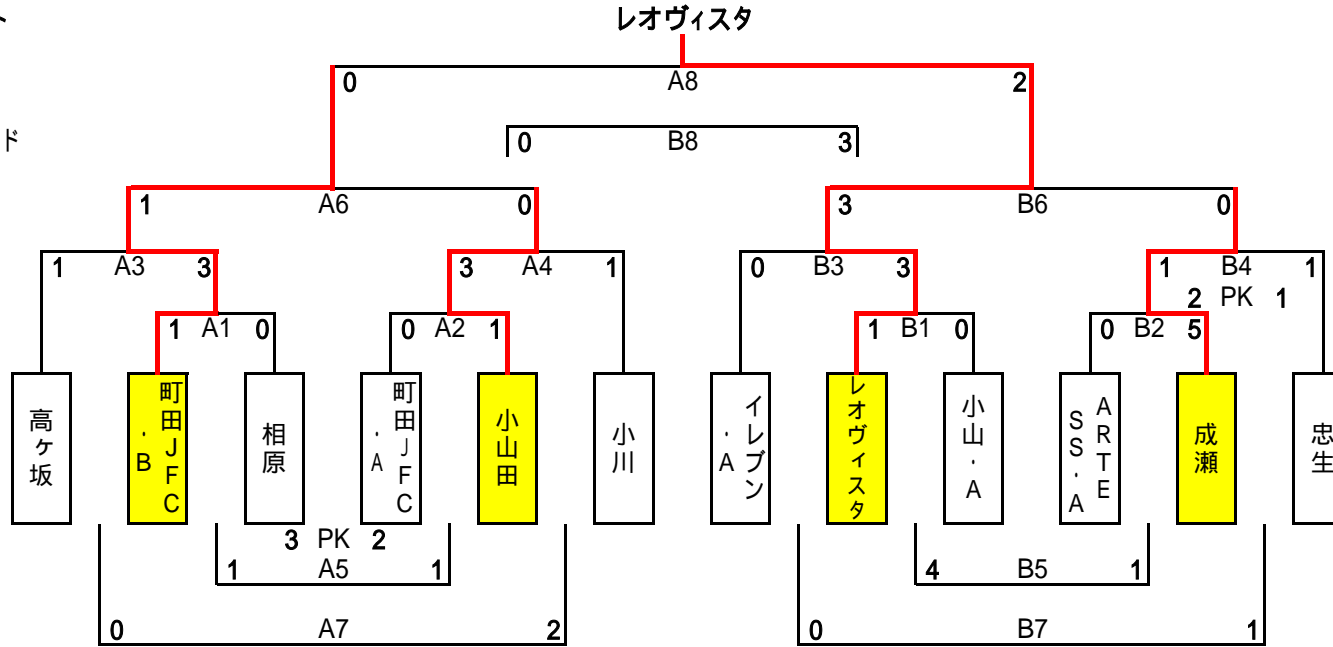 レオヴィスタ
ト
0 A8 2
ド
0 B8 3
1 A6 0
3 B6 0
1 A3 3
3 A4 1
0 B3 3
1 B4 1
2 PK 1
1 A1 0
0 A2 1
1 B1 0
0 B2 5
高ヶ坂
町田JFC
・B
相原
町田JFC
・A
小山田
小川
イレブン
・A
レオヴィスタ
小山・A
ARTE
SS・A
成瀬
忠生
3 PK 2
1 A5 1
4 B5 1
0 A7 2
0 B7 1